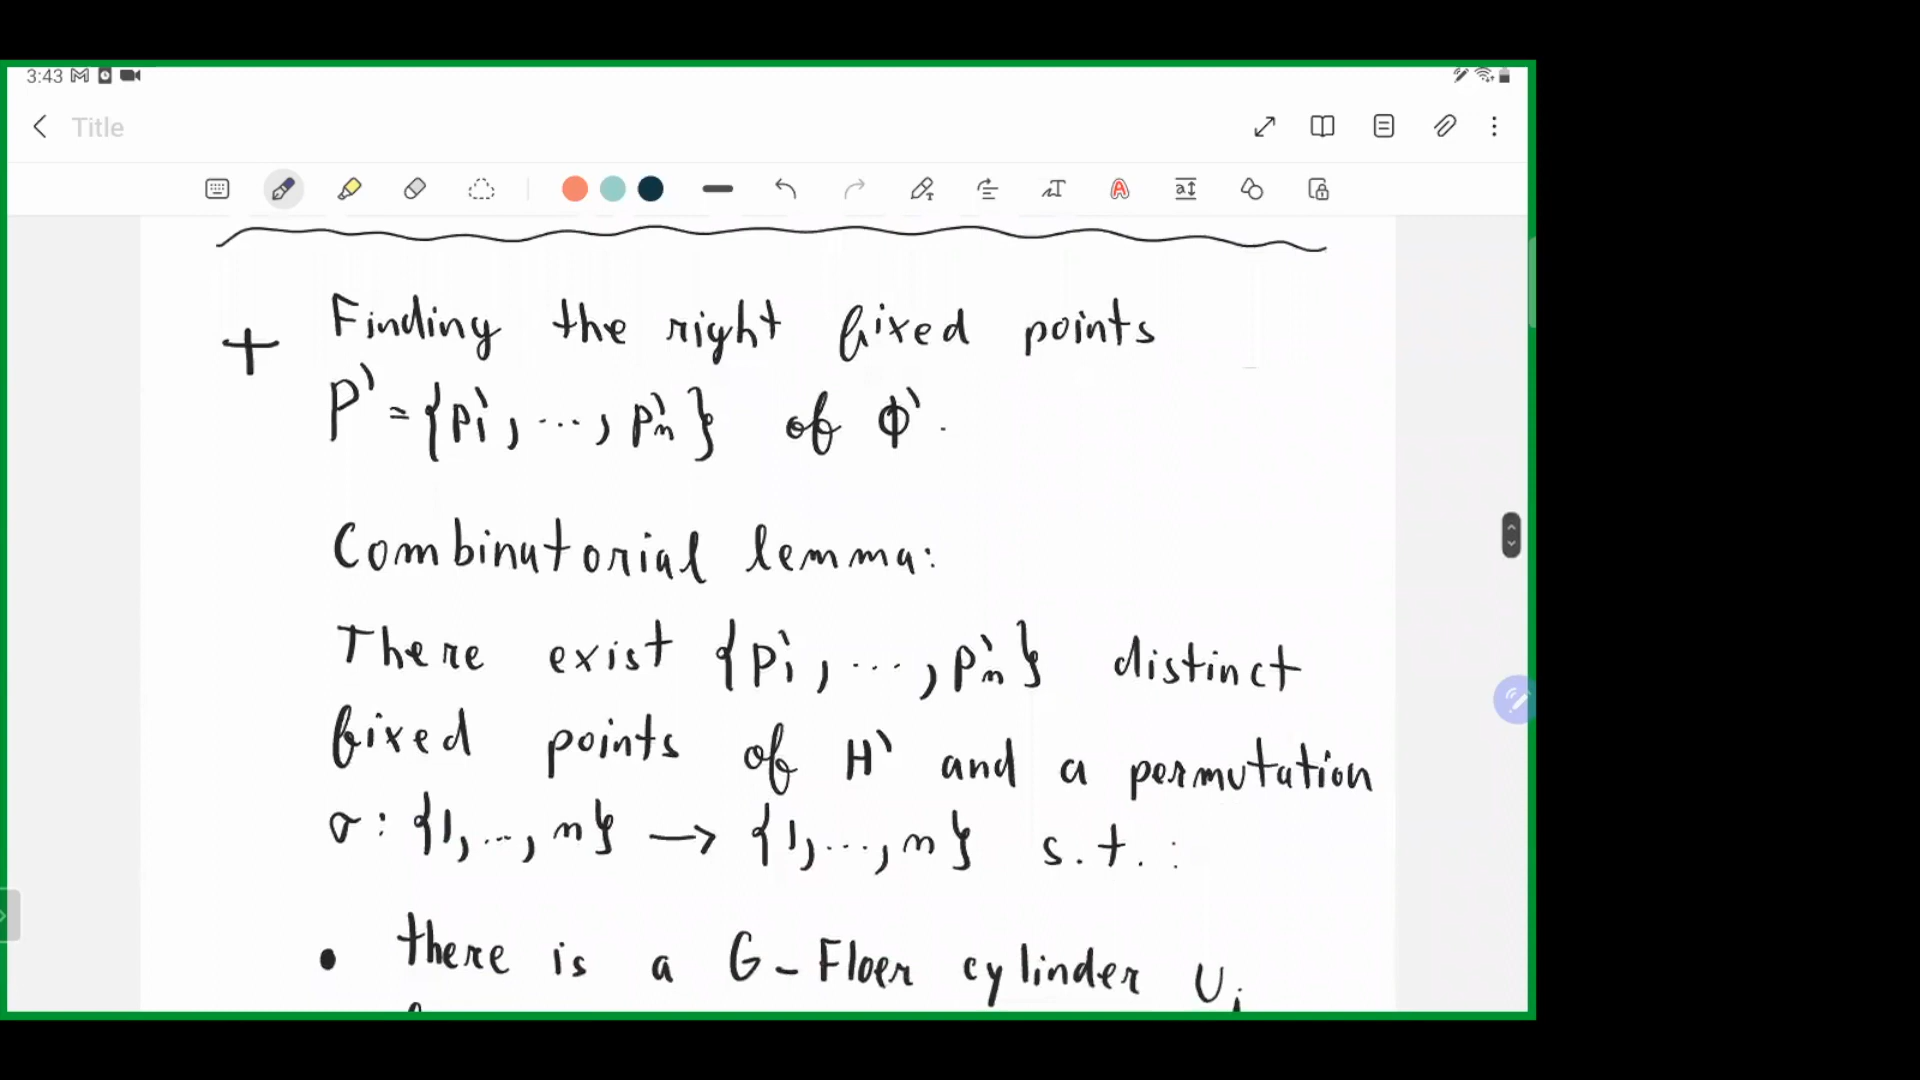 3:43
Title
+ Finding the right fixed points
P' = {p'₁, ..., p'ₙ} of φ'.
Combinatorial lemma:
There exist {p'₁, ..., p'ₙ} distinct
fixed points of H' and a permutation
σ: {1, ..., n} → {1, ..., n} s.t.:
• there is a G-Floer cylinder Uᵢ